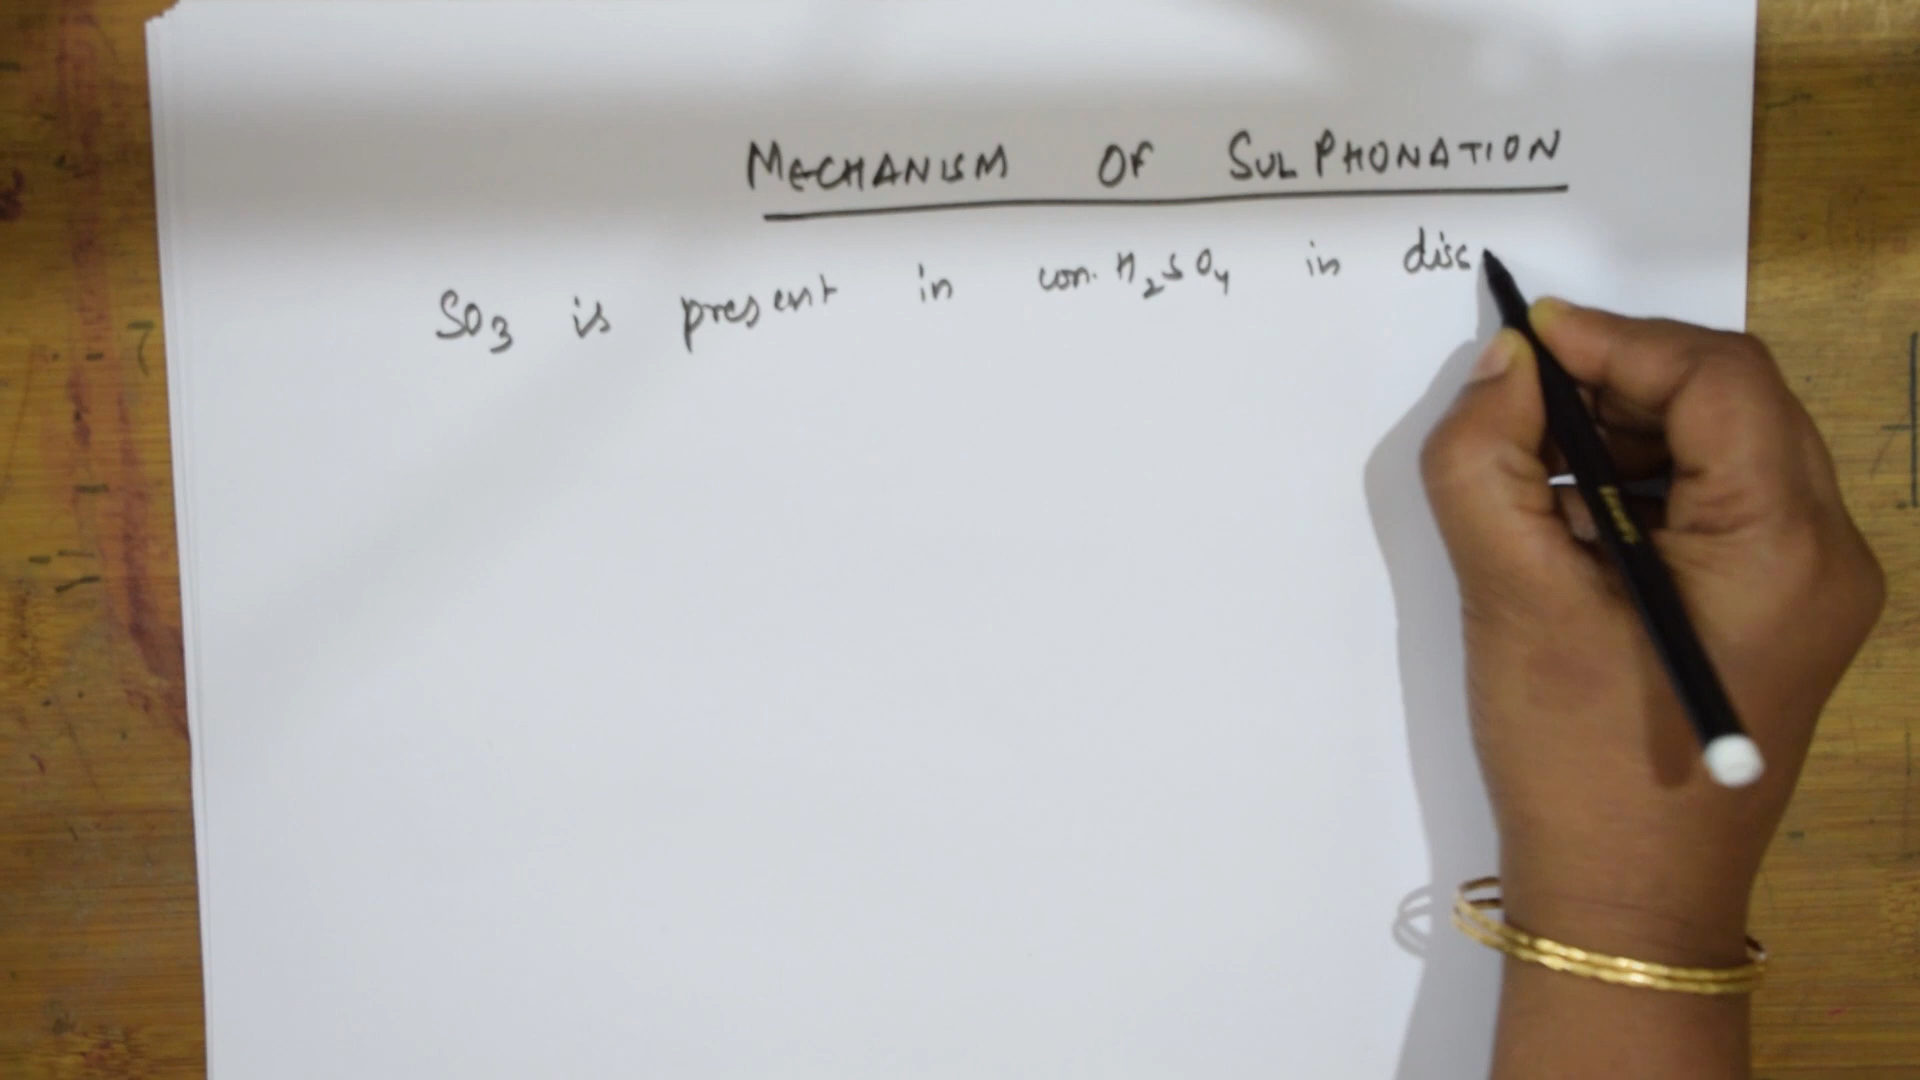 MECHANISM OF SULPHONATION
SO3 is present in con. H2SO4 in disc